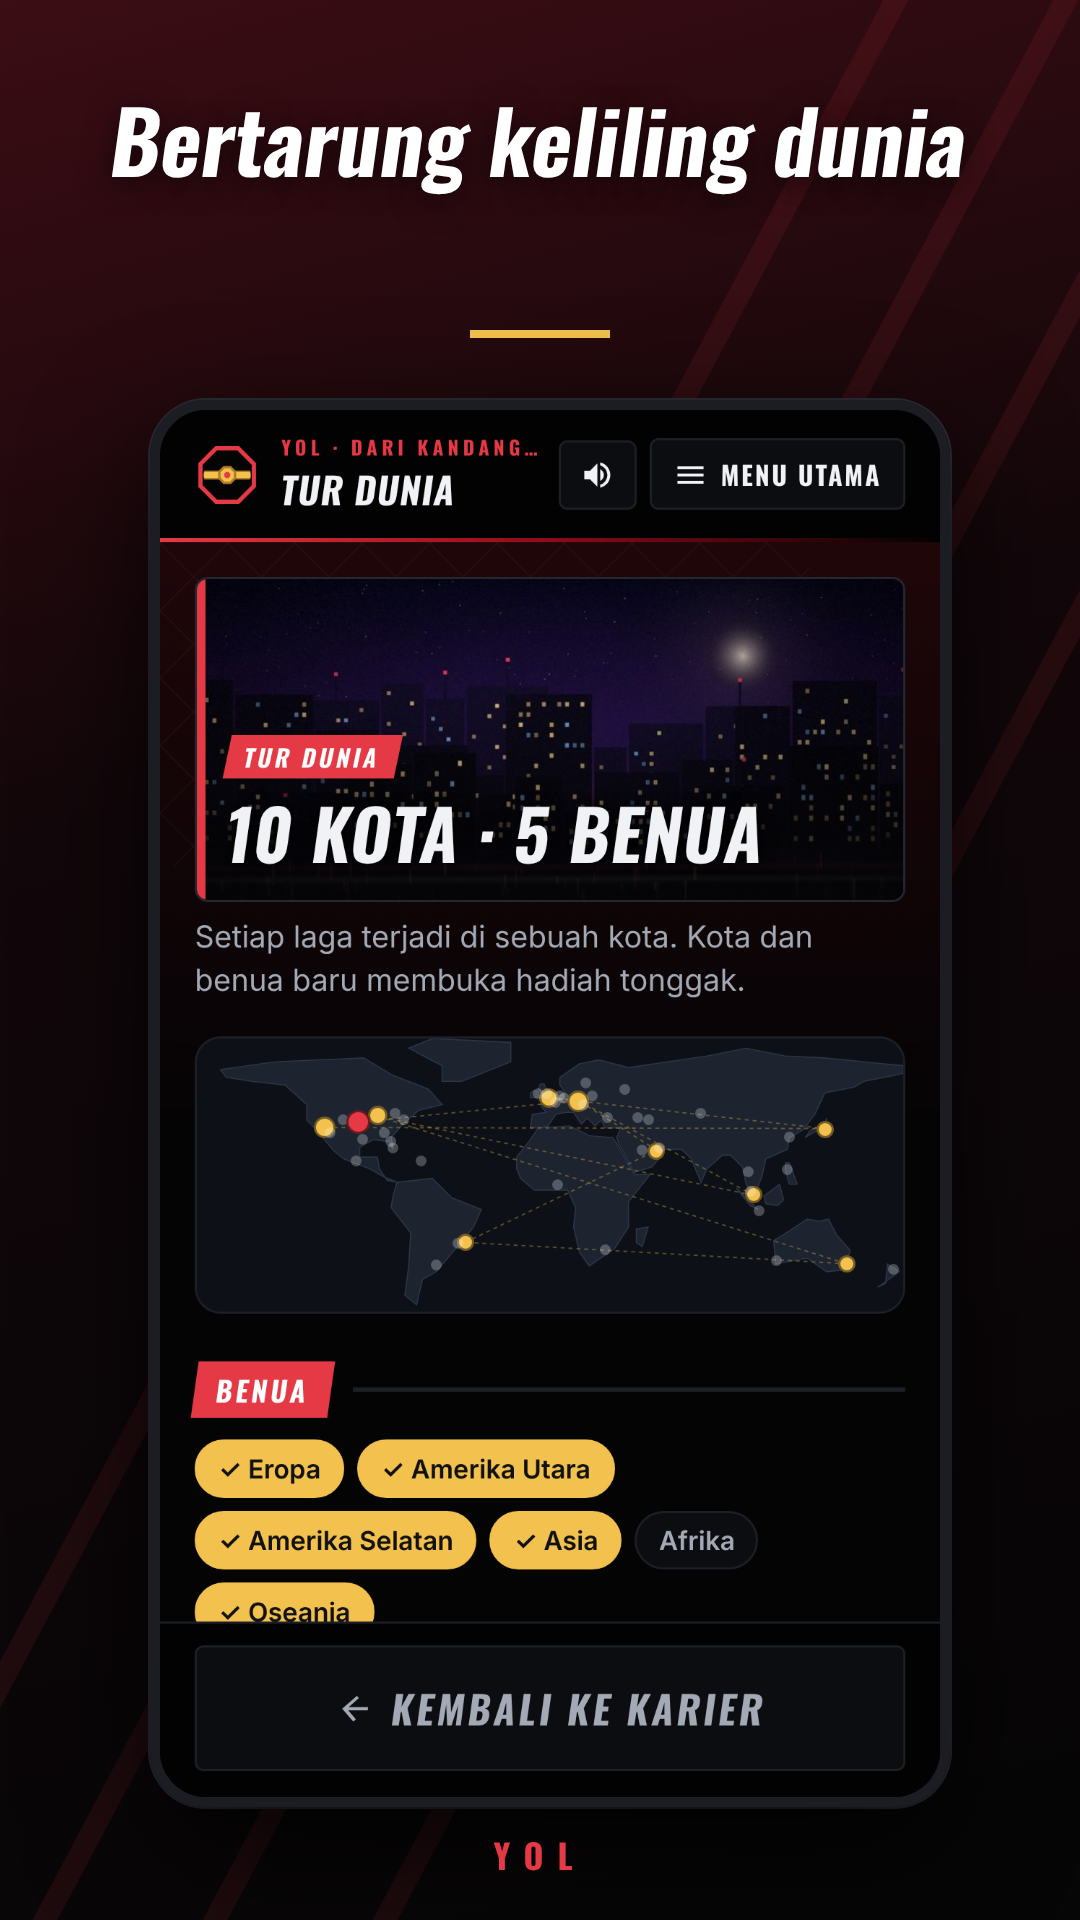 Bertarung keliling dunia
YOL · DARI KANDANG…
TUR DUNIA
MENU UTAMA
TUR DUNIA
10 KOTA · 5 BENUA
Setiap laga terjadi di sebuah kota. Kota dan
benua baru membuka hadiah tonggak.
BENUA
✓ Eropa
✓ Amerika Utara
✓ Amerika Selatan
✓ Asia
Afrika
✓ Oseania
← KEMBALI KE KARIER
YOL